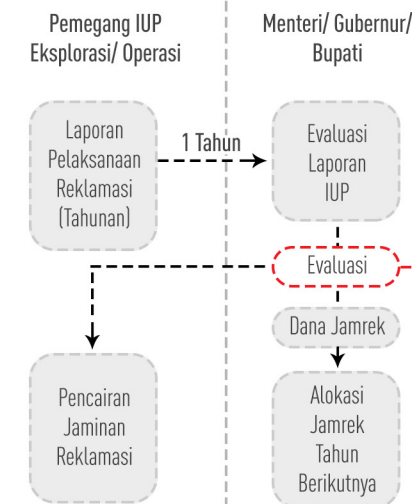 Pemegang IUP
Eksplorasi/ Operasi
Menteri/ Gubernur/
Bupati
Laporan
Pelaksanaan
Reklamasi
(Tahunan)
1 Tahun
Evaluasi
Laporan
IUP
Evaluasi
Dana Jamrek
Pencairan
Jaminan
Reklamasi
Alokasi
Jamrek
Tahun
Berikutnya